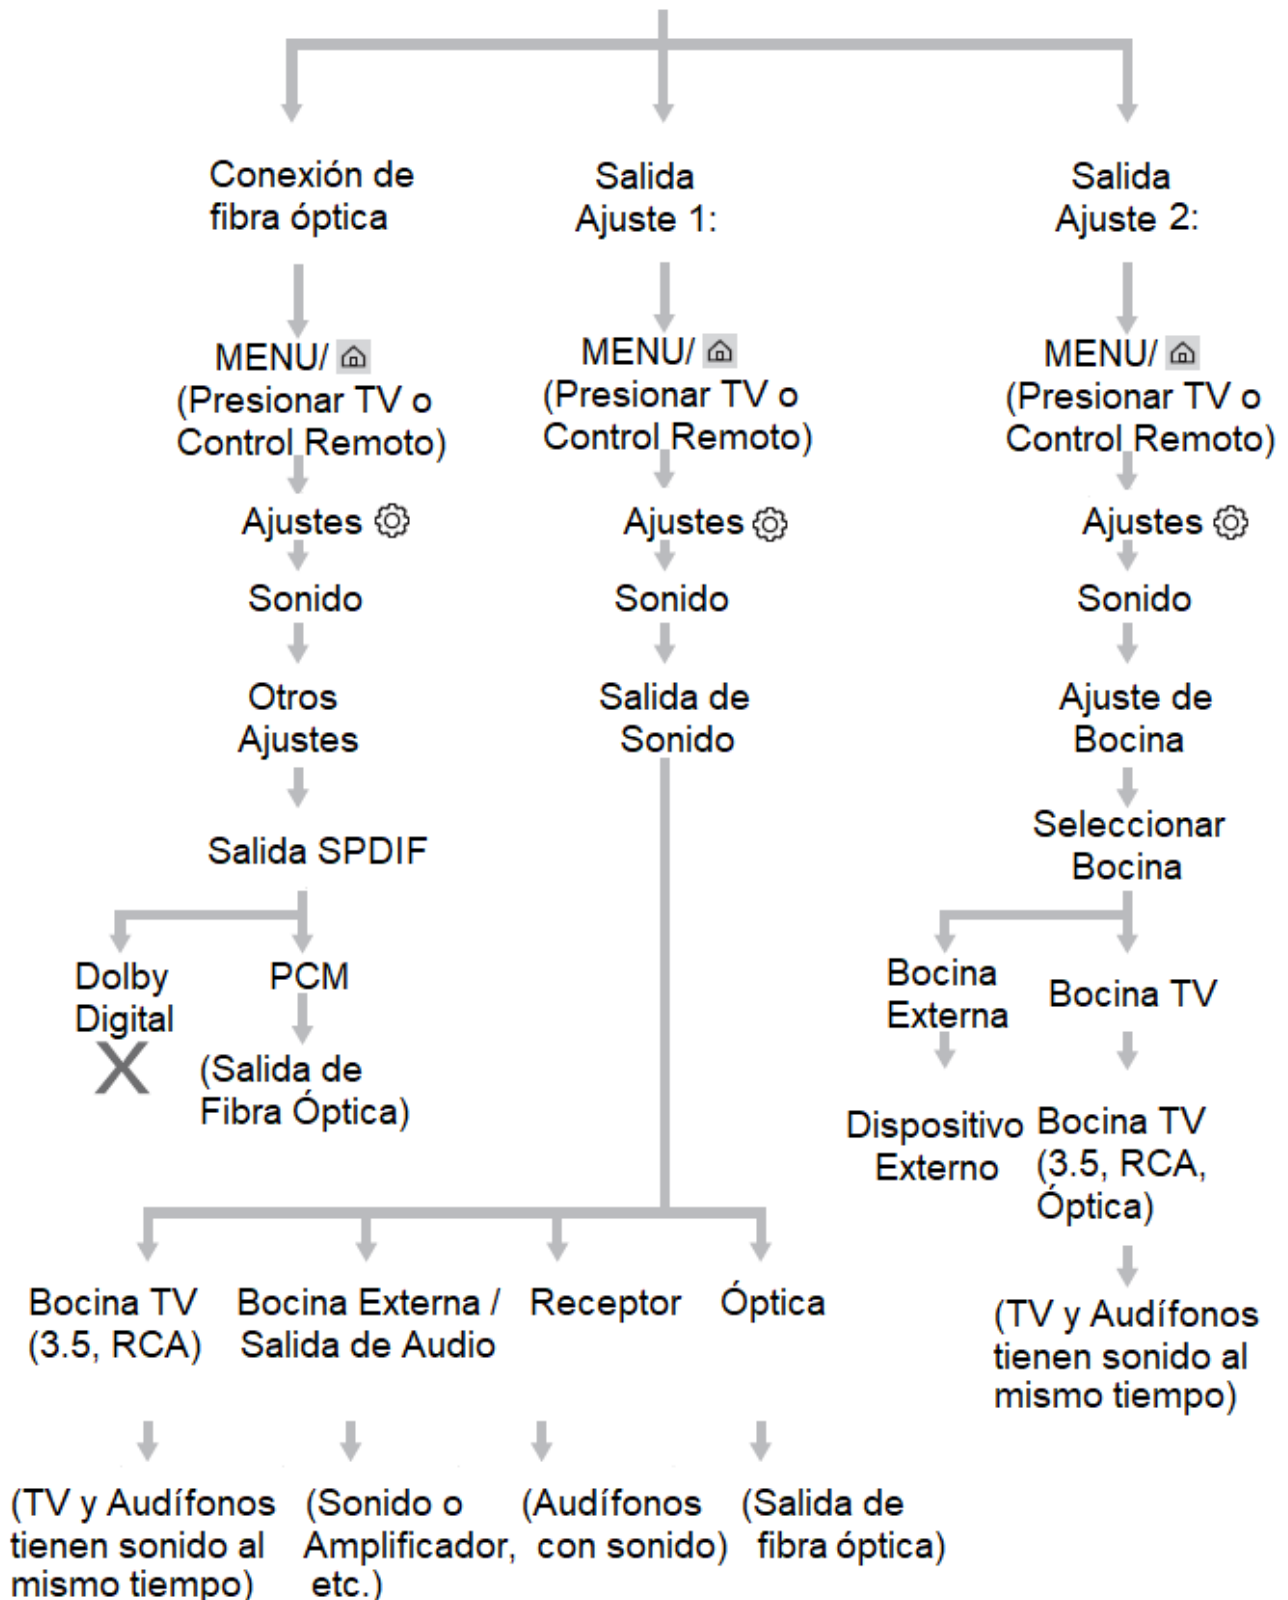 Conexión de
fibra óptica
Salida
Ajuste 1:
Salida
Ajuste 2:
MENU/
(Presionar TV o
Control Remoto)
MENU/
(Presionar TV o
Control Remoto)
MENU/
(Presionar TV o
Control Remoto)
Ajustes
Ajustes
Ajustes
Sonido
Sonido
Sonido
Otros
Ajustes
Salida de
Sonido
Ajuste de
Bocina
Salida SPDIF
Seleccionar
Bocina
Dolby
Digital
X
PCM
(Salida de
Fibra Óptica)
Bocina
Externa
Bocina TV
Dispositivo
Externo
Bocina TV
(3.5, RCA,
Óptica)
(TV y Audífonos
tienen sonido al
mismo tiempo)
Bocina TV
(3.5, RCA)
Bocina Externa /
Salida de Audio
Receptor
Óptica
(TV y Audífonos
tienen sonido al
mismo tiempo)
(Sonido o
Amplificador,
etc.)
(Audífonos
con sonido)
(Salida de
fibra óptica)